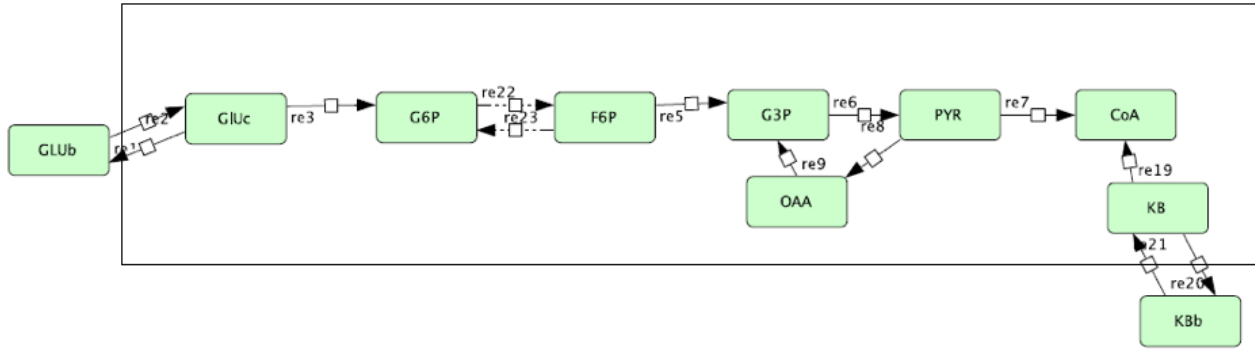 re22
GLUb
re2
GlUc
re3
G6P
re23
F6P
re5
G3P
re6
re8
PYR
re7
CoA
re9
OAA
re19
KB
re20
KBb